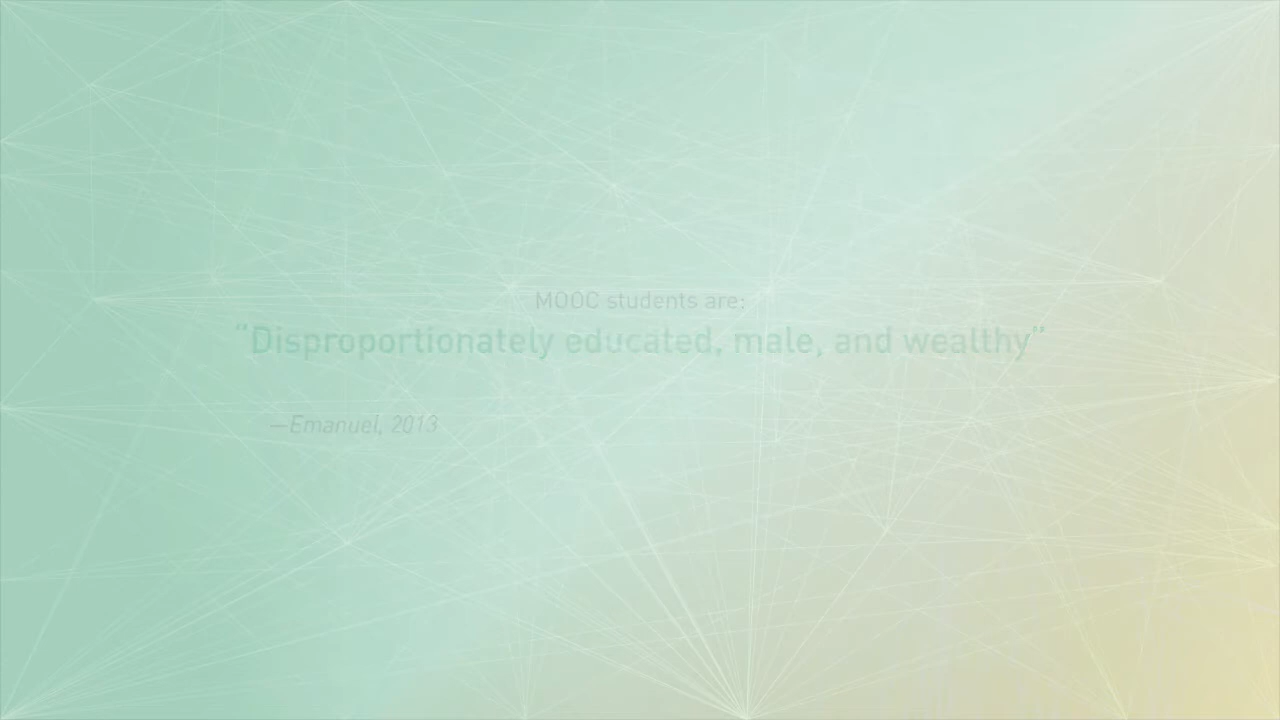 MOOC students are:
“Disproportionately educated, male, and wealthy”
—Emanuel, 2013